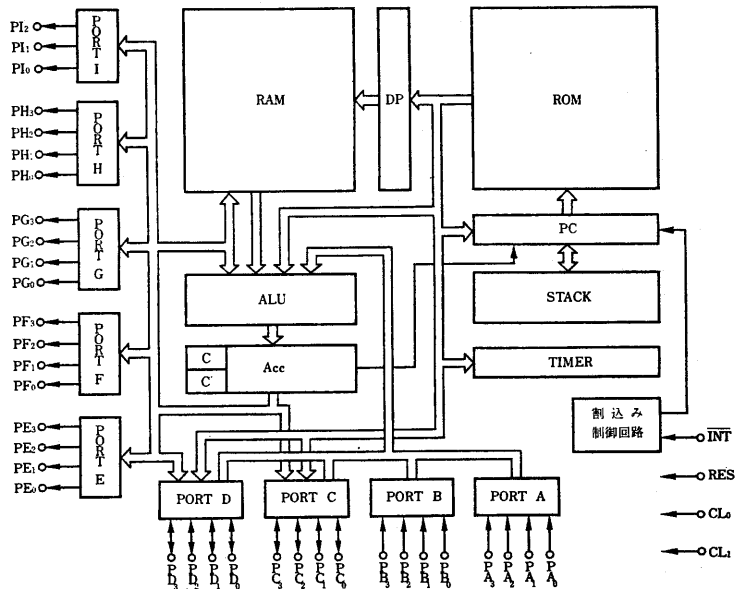 PI₂
PI₁
PI₀
PORT I
PH₃
PH₂
PH₁
PH₀
PORT H
PG₃
PG₂
PG₁
PG₀
PORT G
PF₃
PF₂
PF₁
PF₀
PORT F
PE₃
PE₂
PE₁
PE₀
PORT E
RAM
DP
ROM
PC
STACK
ALU
C
C'
Acc
TIMER
割込み
制御回路
INT
RES
CL₀
CL₁
PORT D
PORT C
PORT B
PORT A
PD₃ PD₂ PD₁ PD₀
PC₃ PC₂ PC₁ PC₀
PB₃ PB₂ PB₁ PB₀
PA₃ PA₂ PA₁ PA₀